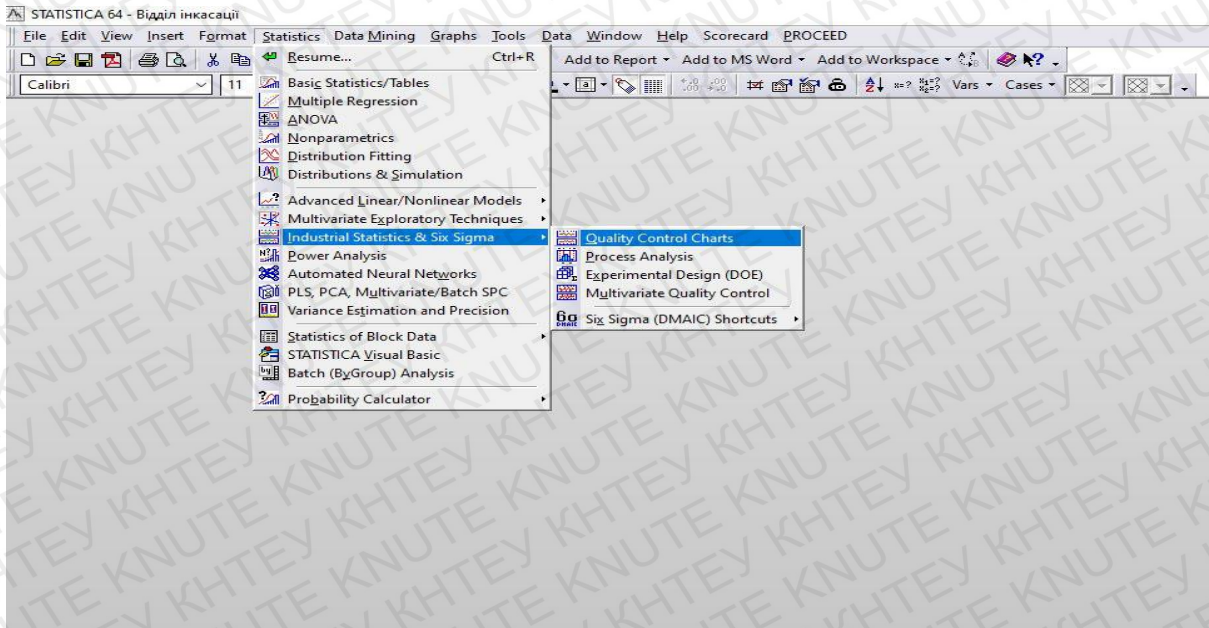 STATISTICA 64 - Відділ інкасації
File Edit View Insert Format Statistics Data Mining Graphs Tools Data Window Help Scorecard PROCEED
Add to Report Add to MS Word Add to Workspace
Calibri 11 Vars Cases
Resume... Ctrl+R
Basic Statistics/Tables
Multiple Regression
ANOVA
Nonparametrics
Distribution Fitting
Distributions & Simulation
Advanced Linear/Nonlinear Models
Multivariate Exploratory Techniques
Industrial Statistics & Six Sigma
Power Analysis
Automated Neural Networks
PLS, PCA, Multivariate/Batch SPC
Variance Estimation and Precision
Statistics of Block Data
STATISTICA Visual Basic
Batch (ByGroup) Analysis
Probability Calculator
Quality Control Charts
Process Analysis
Experimental Design (DOE)
Multivariate Quality Control
Six Sigma (DMAIC) Shortcuts